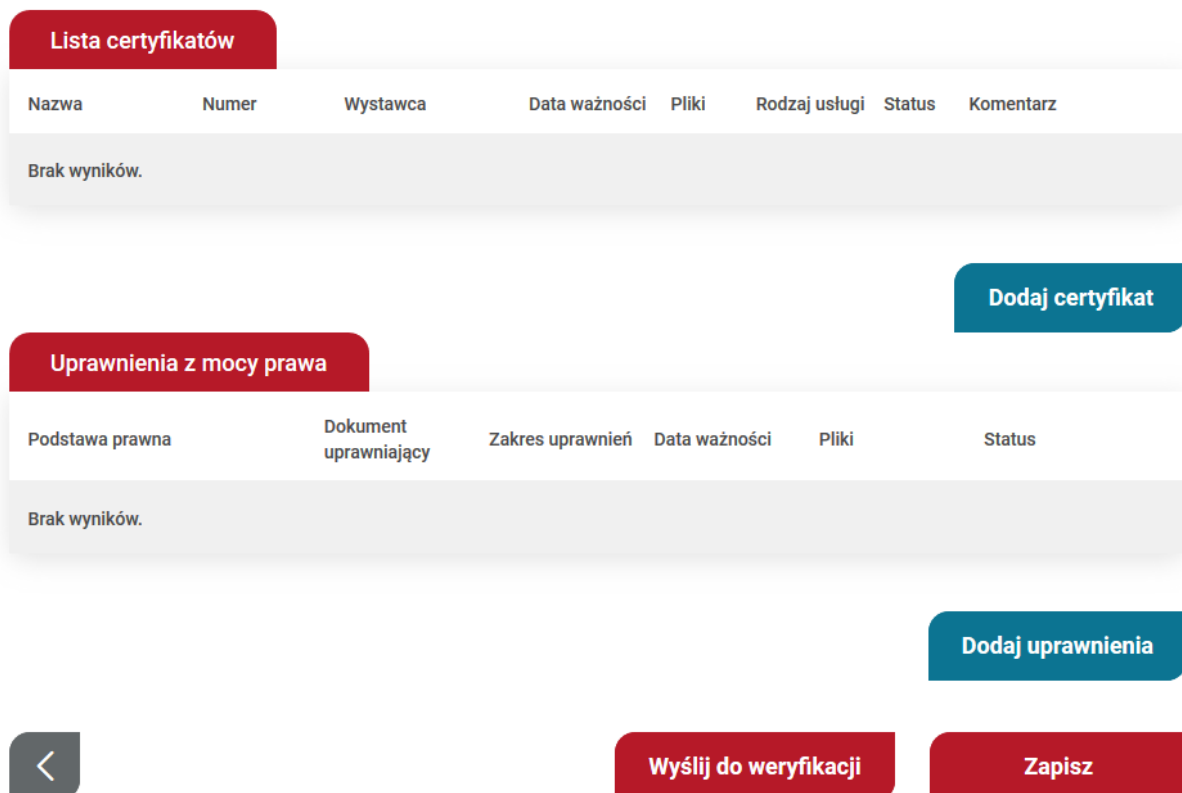 Lista certyfikatów
Nazwa Numer Wystawca Data ważności Pliki Rodzaj usługi Status Komentarz
Brak wyników.
Dodaj certyfikat
Uprawnienia z mocy prawa
Podstawa prawna Dokument uprawniający Zakres uprawnień Data ważności Pliki Status
Brak wyników.
Dodaj uprawnienia
Wyślij do weryfikacji Zapisz